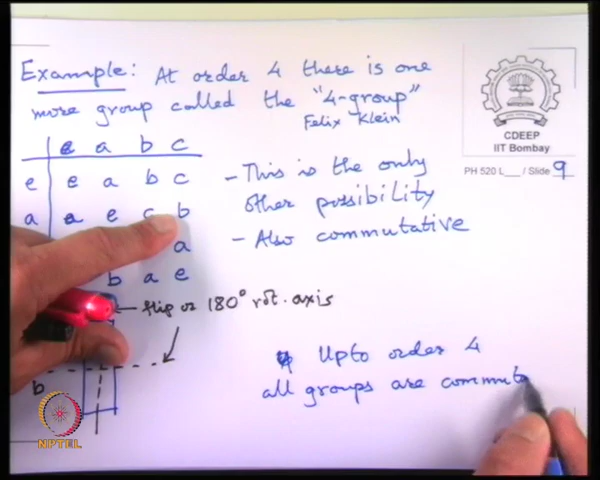 Example: At order 4 there is one
more group called the "4-group"
Felix Klein
e a b c
e e a b c
a a e c b
a
b a e
- This is the only
other possibility
- Also commutative
flip or 180° rot. axis
b
Upto order 4
all groups are commut
CDEEP
IIT Bombay
PH 520 L___ / Slide 9
NPTEL